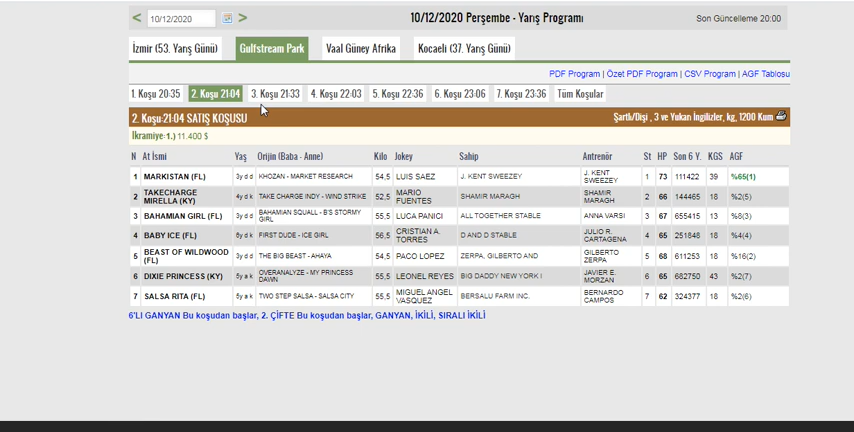 < 10/12/2020 > 10/12/2020 Perşembe - Yarış Programı Son Güncelleme 20:00
İzmir (53. Yarış Günü) Gulfstream Park Vaal Güney Afrika Kocaeli (37. Yarış Günü)
PDF Program | Özet PDF Program | CSV Program | AGF Tablosu
1. Koşu 20:35 2. Koşu 21:04 3. Koşu 21:33 4. Koşu 22:03 5. Koşu 22:36 6. Koşu 23:06 7. Koşu 23:36 Tüm Koşular
2. Koşu:21:04 SATIŞ KOŞUSU Şartlı/Dişi , 3 ve Yukarı İngilizler, kg, 1200 Kum
İkramiye:1.) 11.400 $
N At İsmi Yaş Orijin (Baba - Anne) Kilo Jokey Sahip Antrenör St HP Son 6 Y. KGS AGF
1 MARKISTAN (FL) 3y d d KHOZAN - MARKET RESEARCH 54,5 LUIS SAEZ J. KENT SWEEZEY J. KENT SWEEZEY 1 73 111422 39 %65(1)
2 TAKECHARGE MIRELLA (KY) 4y d k TAKE CHARGE INDY - WIND STRIKE 52,5 MARIO FUENTES SHAMIR MARAGH SHAMIR MARAGH 2 66 144465 18 %2(5)
3 BAHAMIAN GIRL (FL) 3y d d BAHAMIAN SQUALL - B'S STORMY GIRL 55,5 LUCA PANICI ALL TOGETHER STABLE ANNA VARSI 3 67 655415 13 %8(3)
4 BABY ICE (FL) 6y d k FIRST DUDE - ICE GIRL 56,5 CRISTIAN A. TORRES D AND D STABLE JULIO R. CARTAGENA 4 65 251848 18 %4(4)
5 BEAST OF WILDWOOD (FL) 3y d d THE BIG BEAST - AHAYA 54,5 PACO LOPEZ ZERPA, GILBERTO AND GILBERTO ZERPA 5 68 611253 18 %16(2)
6 DIXIE PRINCESS (KY) 5y a k OVERANALYZE - MY PRINCESS DAWN 55,5 LEONEL REYES BIG DADDY NEW YORK I JAVIER E. MORZAN 6 65 682750 43 %2(7)
7 SALSA RITA (FL) 5y a k TWO STEP SALSA - SALSA CITY 55,5 MIGUEL ANGEL VASQUEZ BERSALU FARM INC. BERNARDO CAMPOS 7 62 324377 18 %2(6)
6'LI GANYAN Bu koşudan başlar, 2. ÇİFTE Bu koşudan başlar, GANYAN, İKİLİ, SIRALI İKİLİ